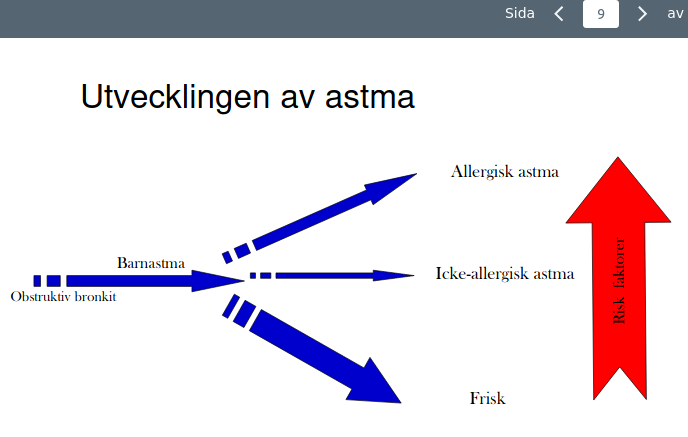 Sida 9 av
Utvecklingen av astma
Allergisk astma
Barnastma
Icke-allergisk astma
Obstruktiv bronkit
Risk faktorer
Frisk